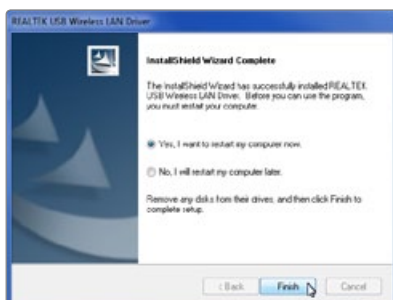 REALTEK USB Wireless LAN Driver
InstallShield Wizard Complete
The InstallShield Wizard has successfully installed REALTEK
USB Wireless LAN Driver. Before you can use the program,
you must restart your computer.
Yes, I want to restart my computer now.
No, I will restart my computer later.
Remove any disks from their drives, and then click Finish to
complete setup.
< Back Finish Cancel